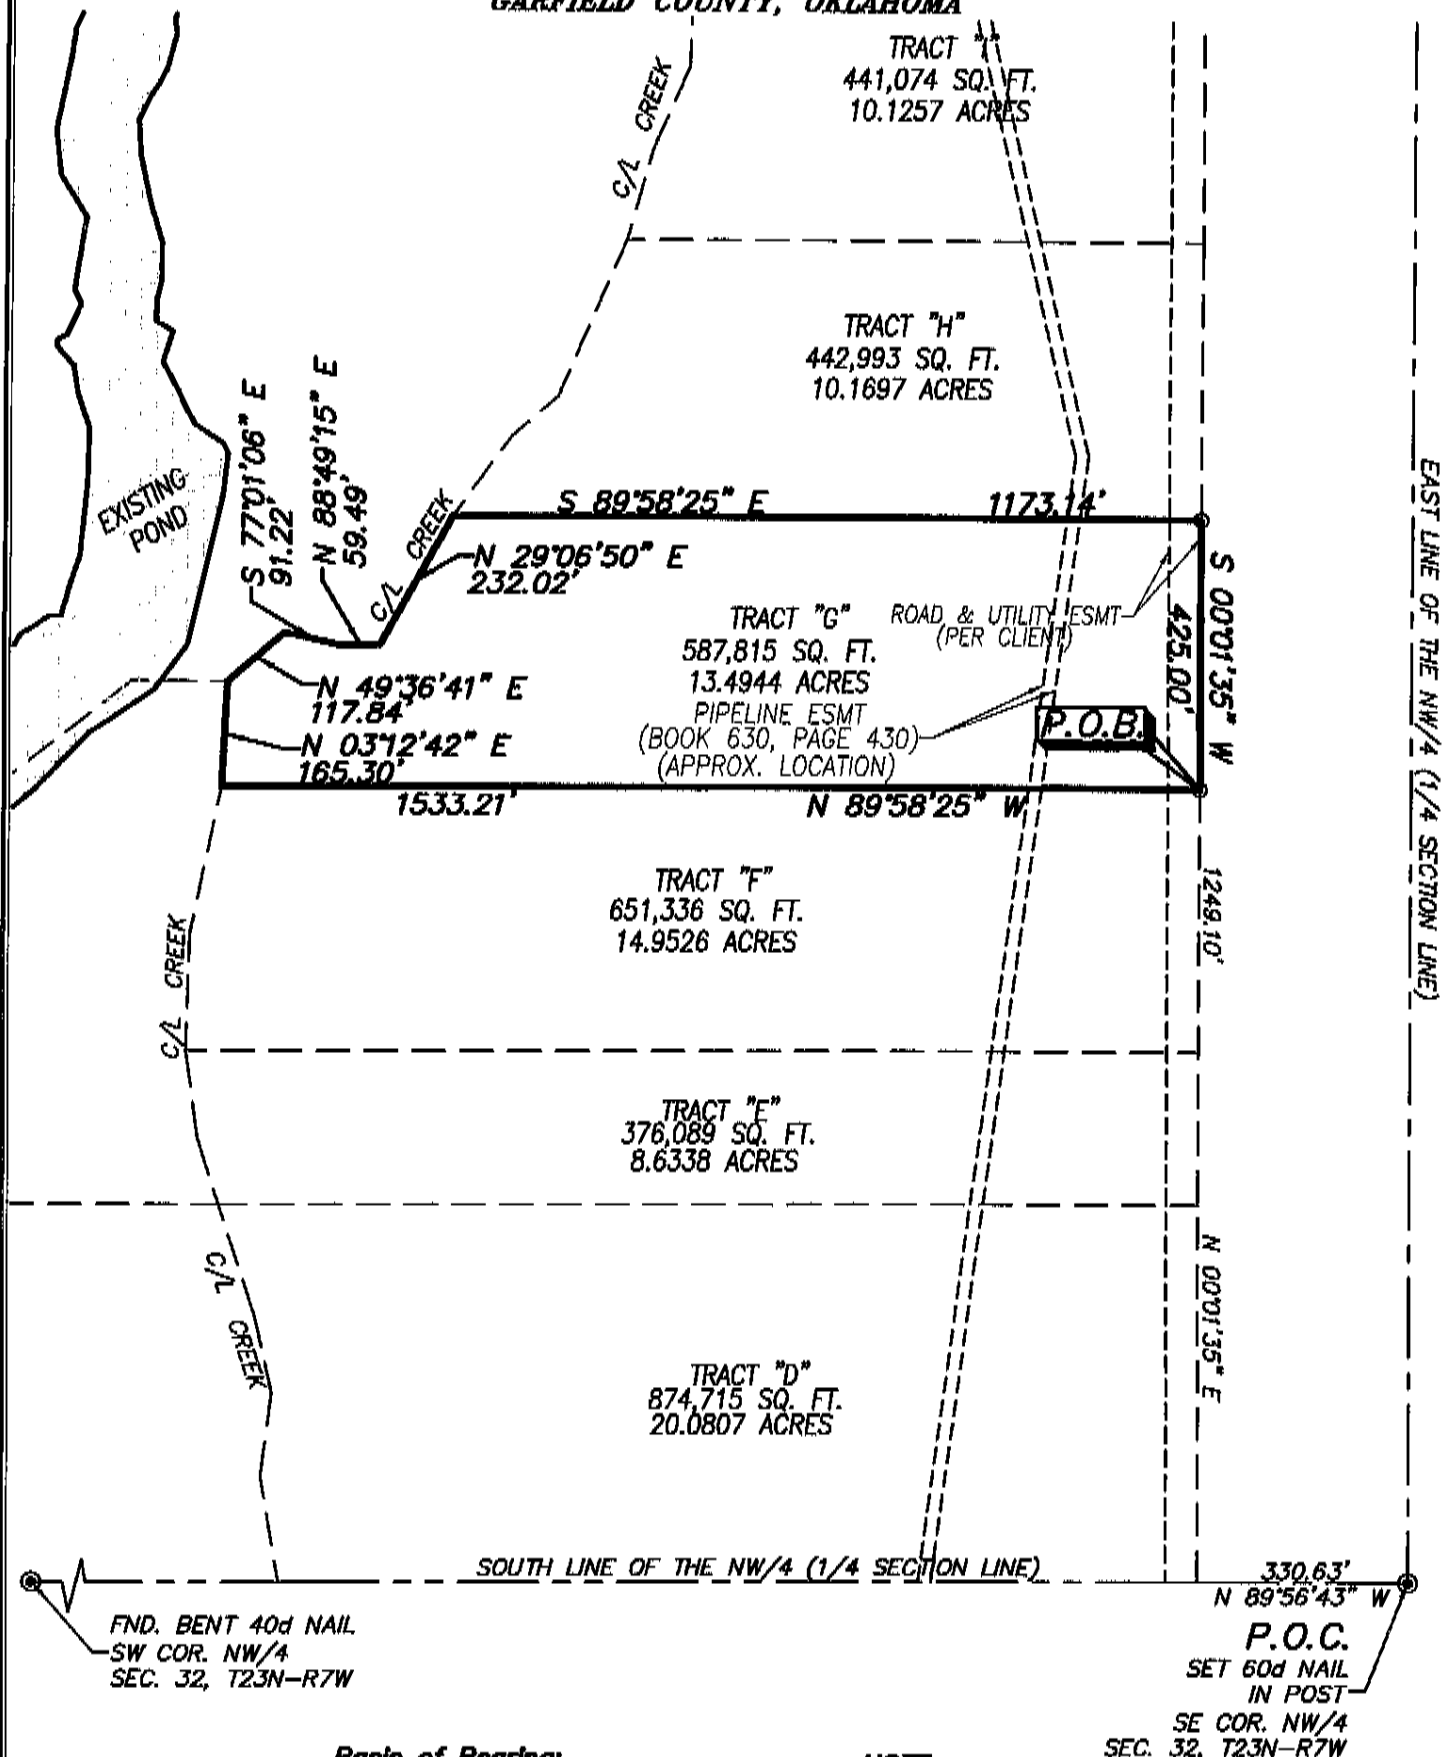 GARFIELD COUNTY, OKLAHOMA
TRACT "I"
441,074 SQ. FT.
10.1257 ACRES
C/L CREEK
TRACT "H"
442,993 SQ. FT.
10.1697 ACRES
EXISTING
POND
S 77°01'06" E
91.22'
N 88°49'15" E
59.49'
C/L CREEK
S 89°58'25" E 1173.14'
N 29°06'50" E
232.02'
N 49°36'41" E
117.84'
N 03°12'42" E
165.30'
TRACT "G"
587,815 SQ. FT.
13.4944 ACRES
ROAD & UTILITY ESMT
(PER CLIENT)
PIPELINE ESMT
(BOOK 630, PAGE 430)
(APPROX. LOCATION)
P.O.B.
S 00°01'35" W
425.00'
1533.21' N 89°58'25" W
EAST LINE OF THE NW/4 (1/4 SECTION LINE)
TRACT "F"
651,336 SQ. FT.
14.9526 ACRES
1249.10'
C/L CREEK
TRACT "E"
376,089 SQ. FT.
8.6338 ACRES
C/L CREEK
N 00°01'35" E
TRACT "D"
874,715 SQ. FT.
20.0807 ACRES
SOUTH LINE OF THE NW/4 (1/4 SECTION LINE)
330.63'
N 89°56'43" W
FND. BENT 40d NAIL
SW COR. NW/4
SEC. 32, T23N-R7W
P.O.C.
SET 60d NAIL
IN POST
SE COR. NW/4
SEC. 32, T23N-R7W